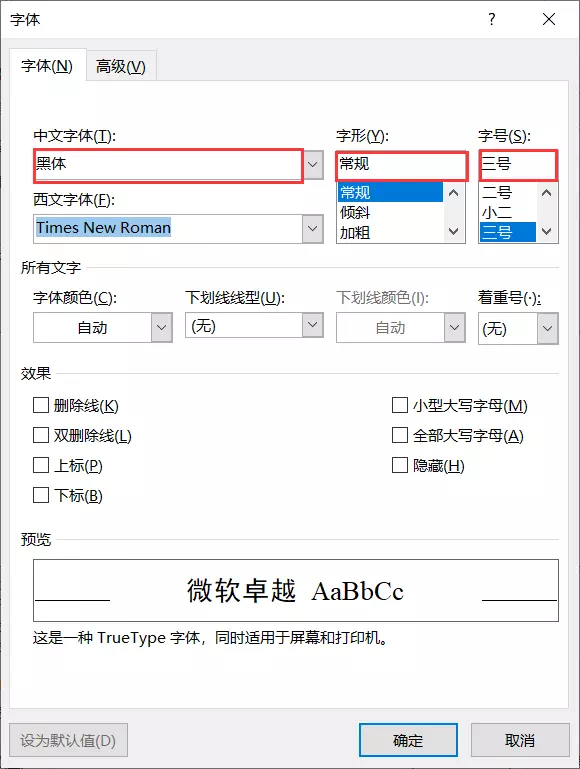 字体
?
字体(N)
高级(V)
中文字体(T):
字形(Y):
字号(S):
黑体
常规
三号
常规
倾斜
加粗
二号
小二
三号
西文字体(F):
Times New Roman
所有文字
字体颜色(C):
下划线线型(U):
下划线颜色(I):
着重号(·):
自动
(无)
自动
(无)
效果
删除线(K)
小型大写字母(M)
双删除线(L)
全部大写字母(A)
上标(P)
隐藏(H)
下标(B)
预览
微软卓越 AaBbCc
这是一种 TrueType 字体，同时适用于屏幕和打印机。
设为默认值(D)
确定
取消